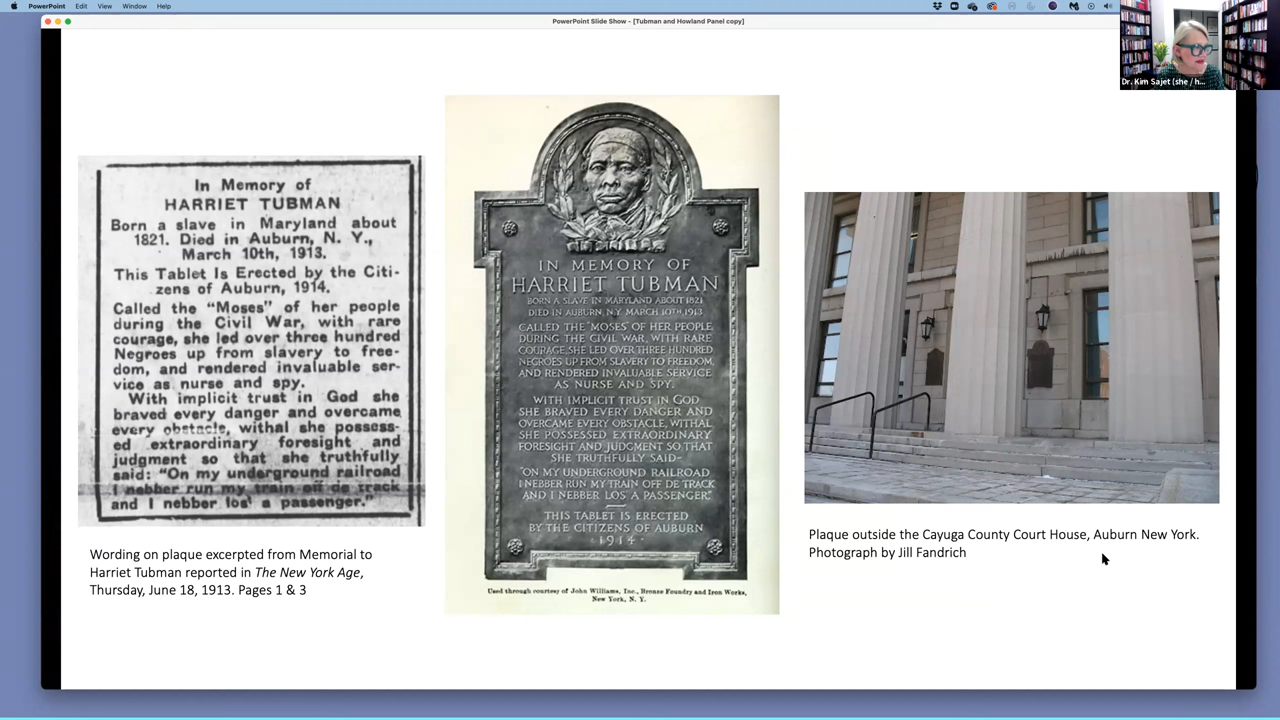 PowerPoint Edit View Window Help
PowerPoint Slide Show - [Tubman and Howland Panel copy]
Dr. Kim Sajet (she / h...
In Memory of
HARRIET TUBMAN
Born a slave in Maryland about
1821. Died in Auburn, N. Y.,
March 10th, 1913.
This Tablet Is Erected by the Citi-
zens of Auburn, 1914.
Called the "Moses" of her people
during the Civil War, with rare
courage, she led over three hundred
Negroes up from slavery to free-
dom, and rendered invaluable ser-
vice as nurse and spy.
With implicit trust in God she
braved every danger and overcame
every obstacle, withal she possess-
ed extraordinary foresight and
judgment so that she truthfully
said: "On my underground railroad
I nebber run my train off de track
and I nebber los' a passenger."
Wording on plaque excerpted from Memorial to
Harriet Tubman reported in The New York Age,
Thursday, June 18, 1913. Pages 1 & 3
IN MEMORY OF
HARRIET TUBMAN
BORN A SLAVE IN MARYLAND ABOUT 1821
DIED IN AUBURN, N.Y. MARCH 10TH, 1913
CALLED THE "MOSES" OF HER PEOPLE
DURING THE CIVIL WAR, WITH RARE
COURAGE, SHE LED OVER THREE HUNDRED
NEGROES UP FROM SLAVERY TO FREEDOM,
AND RENDERED INVALUABLE SERVICE
AS NURSE AND SPY.
WITH IMPLICIT TRUST IN GOD
SHE BRAVED EVERY DANGER AND
OVERCAME EVERY OBSTACLE, WITHAL
SHE POSSESSED EXTRAORDINARY
FORESIGHT AND JUDGMENT SO THAT
SHE TRUTHFULLY SAID—
"ON MY UNDERGROUND RAILROAD
I NEBBER RUN MY TRAIN OFF DE TRACK
AND I NEBBER LOS A PASSENGER."
THIS TABLET IS ERECTED
BY THE CITIZENS OF AUBURN
1914
Used through courtesy of John Williams, Inc., Bronze Foundry and Iron Works,
New York, N. Y.
Plaque outside the Cayuga County Court House, Auburn New York.
Photograph by Jill Fandrich